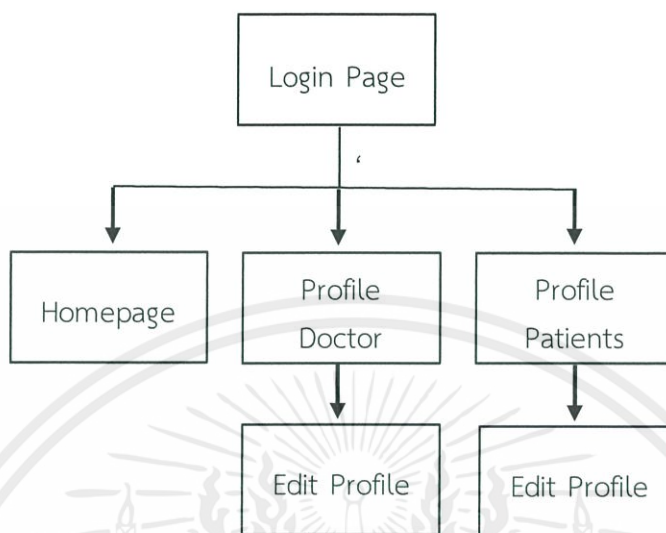 Login Page
Homepage
Profile
Doctor
Profile
Patients
Edit Profile
Edit Profile